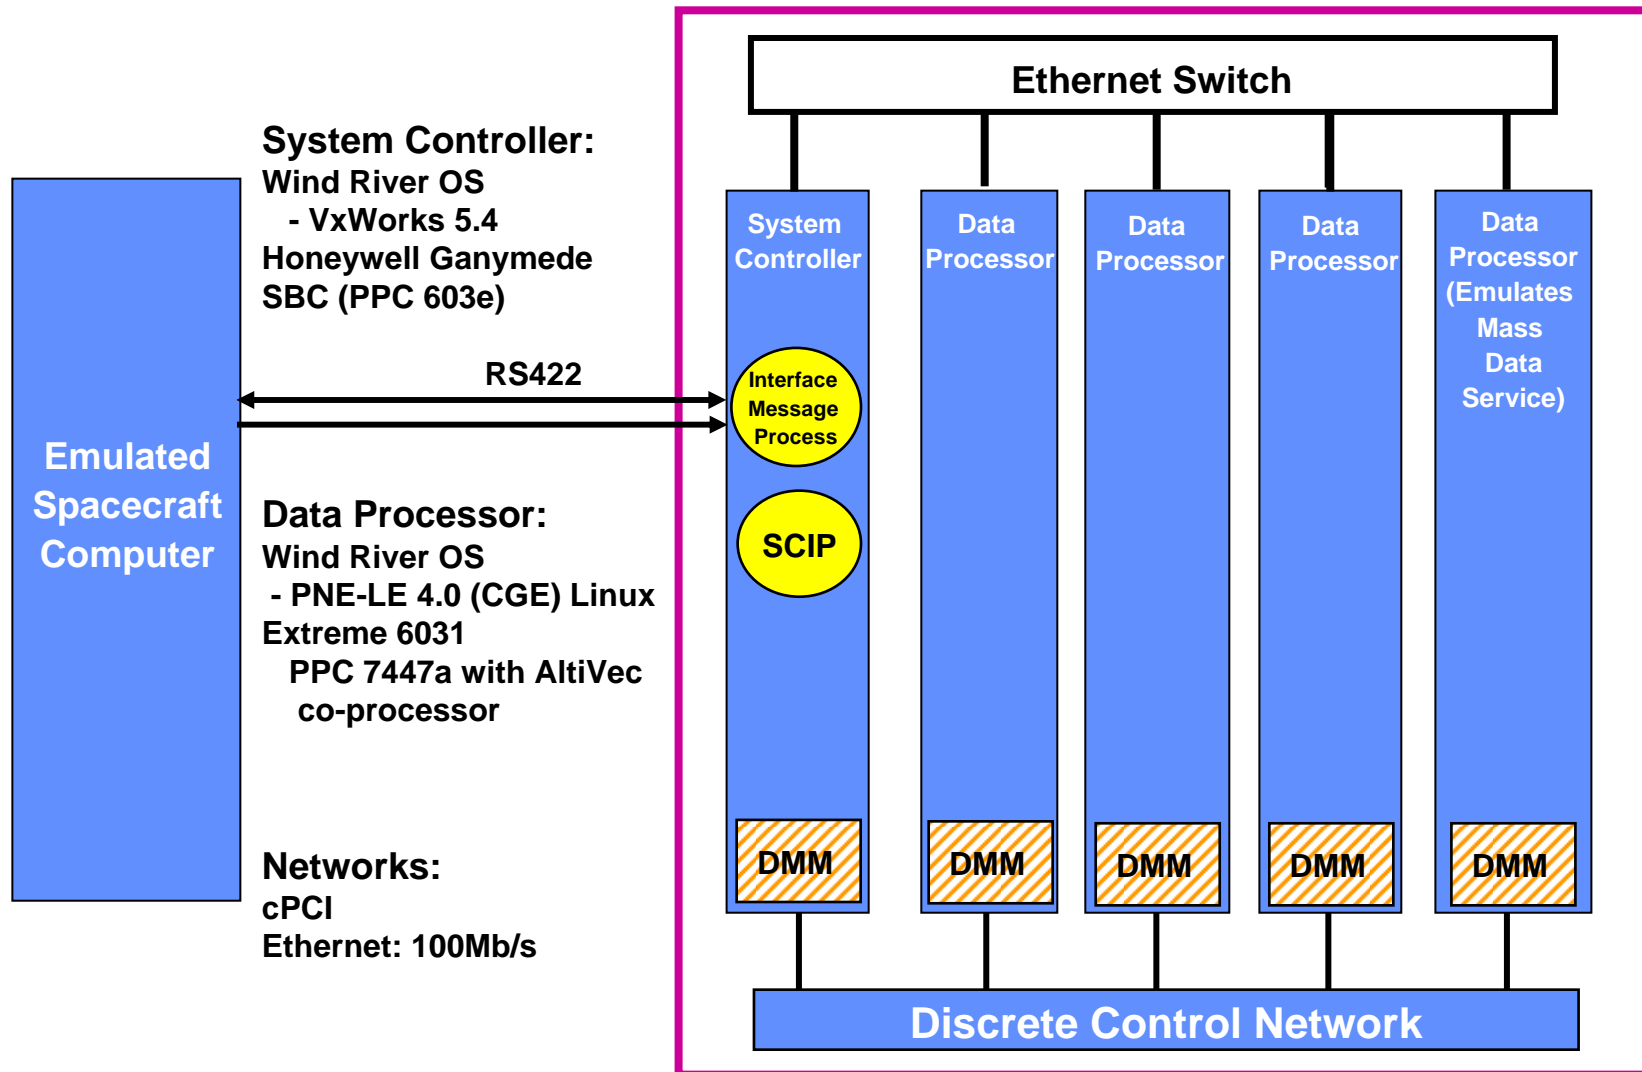 Ethernet Switch
System Controller:
Wind River OS
- VxWorks 5.4
Honeywell Ganymede
SBC (PPC 603e)
RS422
Emulated
Spacecraft
Computer
Data Processor:
Wind River OS
- PNE-LE 4.0 (CGE) Linux
Extreme 6031
PPC 7447a with AltiVec
co-processor
Networks:
cPCI
Ethernet: 100Mb/s
System
Controller
Interface
Message
Process
SCIP
DMM
Data
Processor
DMM
Data
Processor
DMM
Data
Processor
DMM
Data
Processor
(Emulates
Mass
Data
Service)
DMM
Discrete Control Network